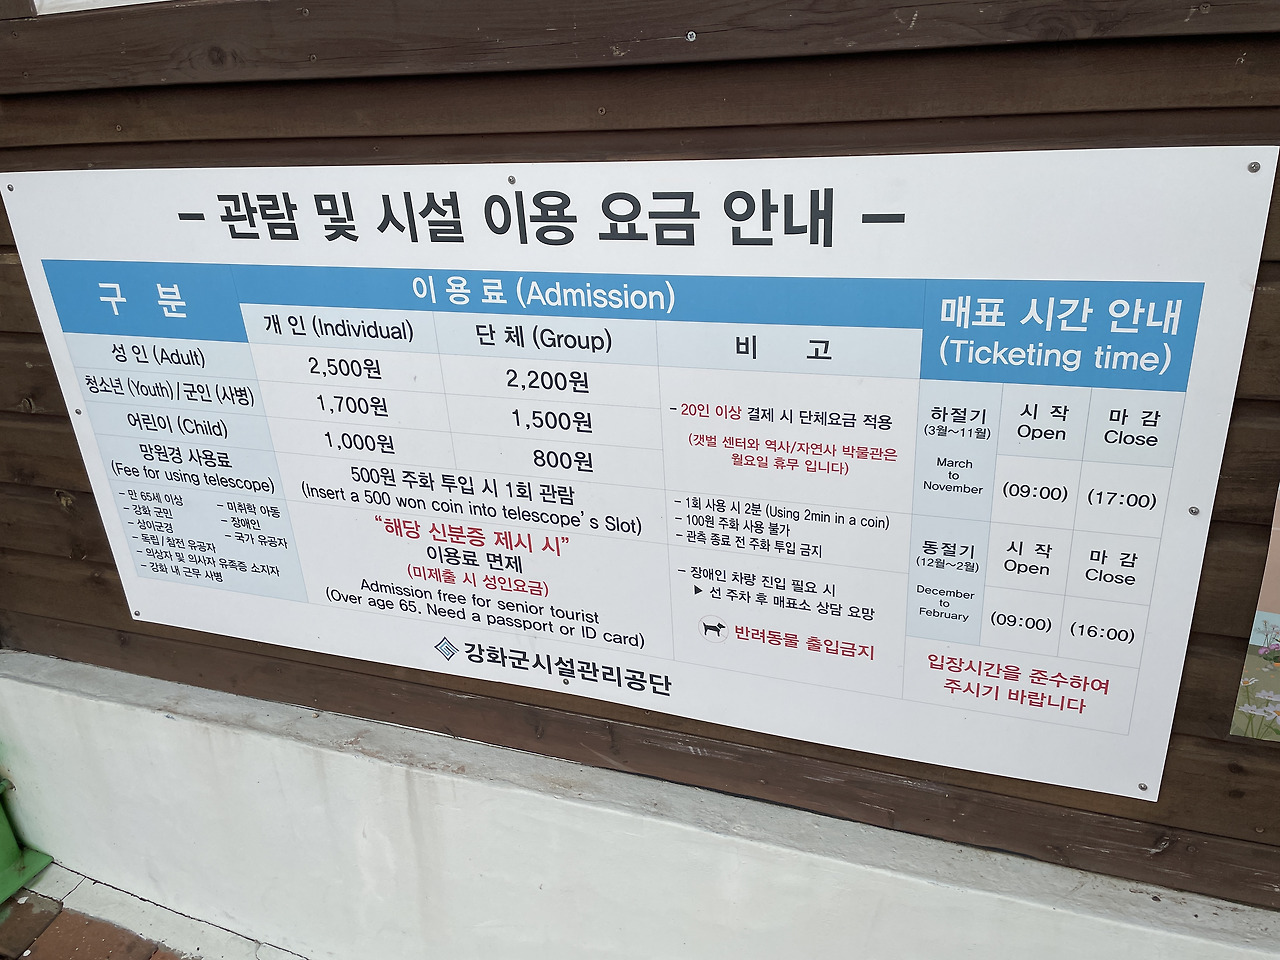 - 관람 및 시설 이용 요금 안내 -
구 분
이 용 료 (Admission)
매표 시간 안내
(Ticketing time)
개 인 (Individual)
단 체 (Group)
비 고
성 인 (Adult)
2,500원
2,200원
청소년 (Youth) / 군인 (사병)
1,700원
1,500원
어린이 (Child)
1,000원
800원
- 20인 이상 결제 시 단체요금 적용
(갯벌 센터와 역사/자연사 박물관은
월요일 휴무 입니다)
망원경 사용료
(Fee for using telescope)
500원 주화 투입 시 1회 관람
(Insert a 500 won coin into telescope's Slot)
- 1회 사용 시 2분 (Using 2min in a coin)
- 100원 주화 사용 불가
- 관측 종료 전 주화 투입 금지
- 만 65세 이상
- 강화 군민
- 상이군경
- 독립 / 참전 유공자
- 의상자 및 의사자 유족증 소지자
- 강화 내 근무 사병
- 미취학 아동
- 장애인
- 국가 유공자
"해당 신분증 제시 시"
이용료 면제
(미제출 시 성인요금)
Admission free for senior tourist
(Over age 65. Need a passport or ID card)
- 장애인 차량 진입 필요 시
▶ 선 주차 후 매표소 상담 요망
반려동물 출입금지
하절기
(3월~11월)
March
to
November
시 작
Open
마 감
Close
(09:00)
(17:00)
동절기
(12월~2월)
December
to
February
시 작
Open
마 감
Close
(09:00)
(16:00)
입장시간을 준수하여
주시기 바랍니다
강화군시설관리공단